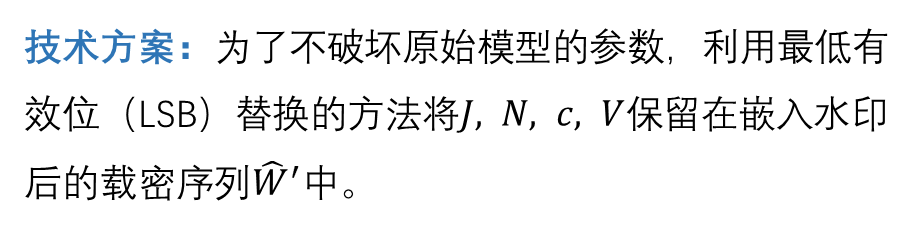 技术方案：为了不破坏原始模型的参数，利用最低有
效位（LSB）替换的方法将J, N, c, V保留在嵌入水印
后的载密序列Ŵ′中。